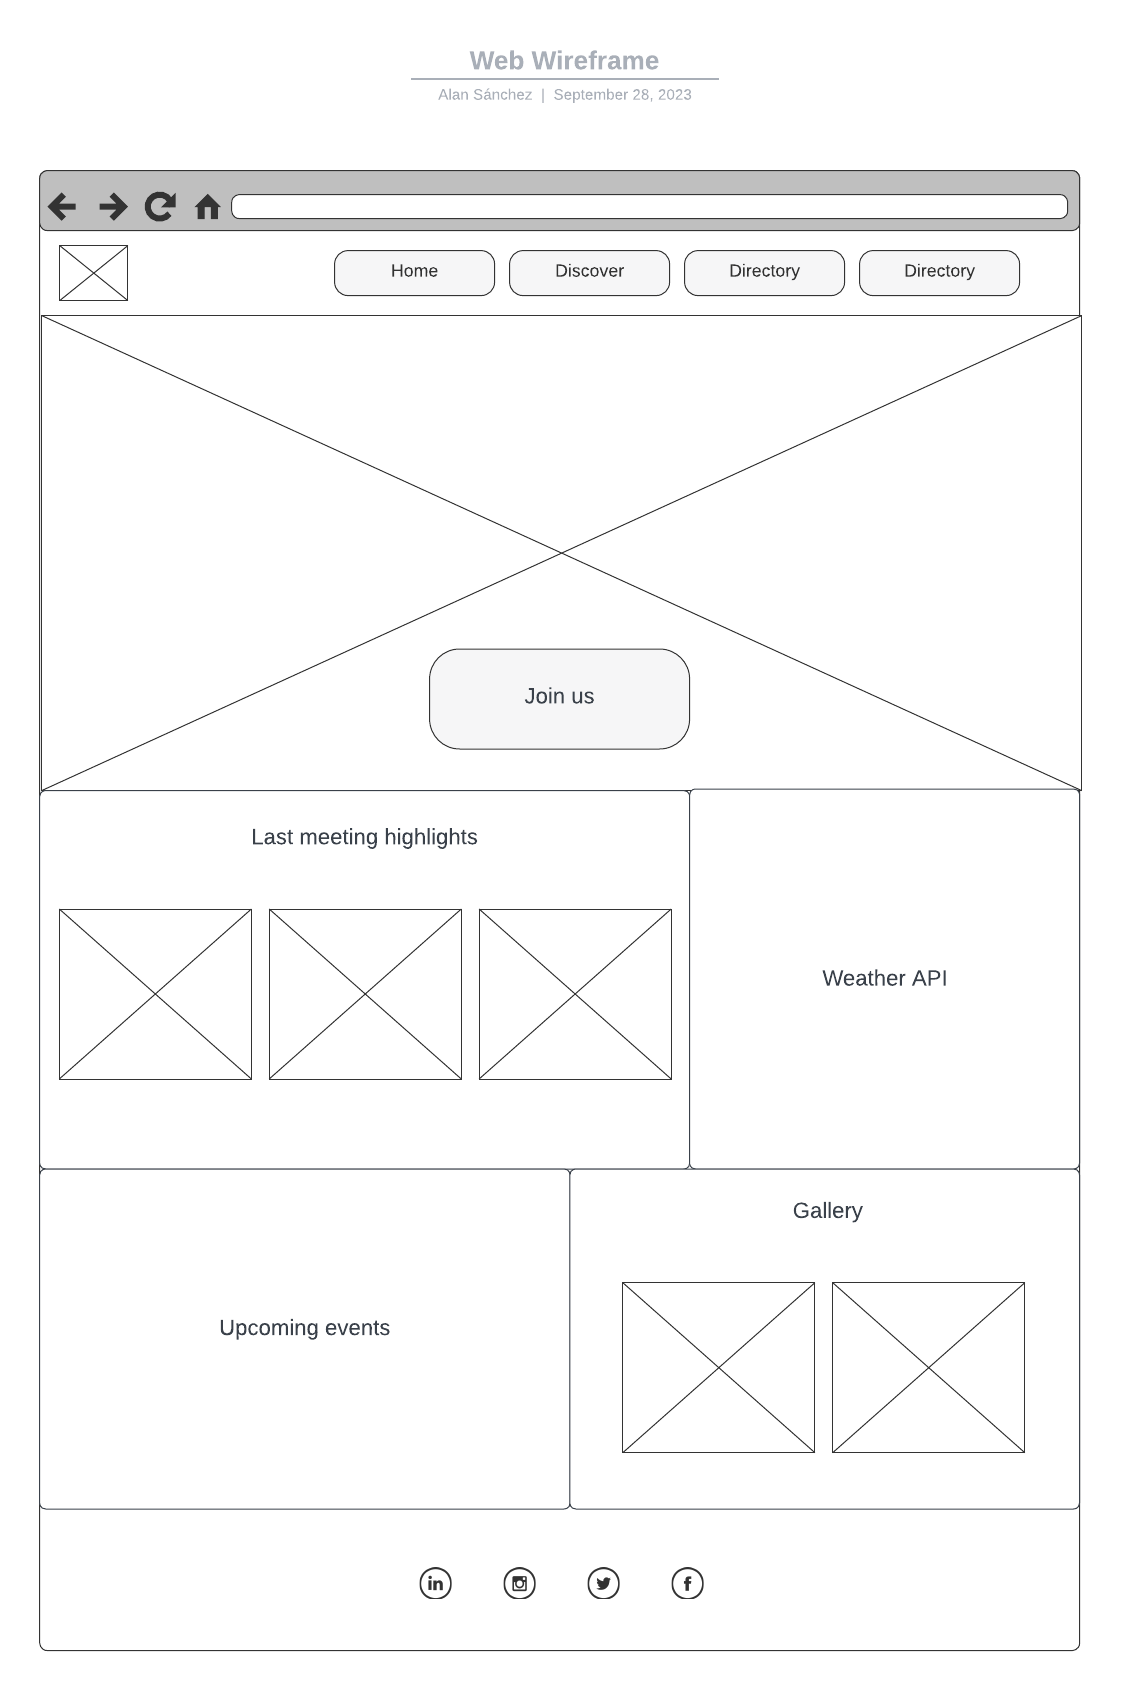 Web Wireframe
Alan Sánchez | September 28, 2023
Home Discover Directory Directory
Join us
Last meeting highlights
Weather API
Gallery
Upcoming events